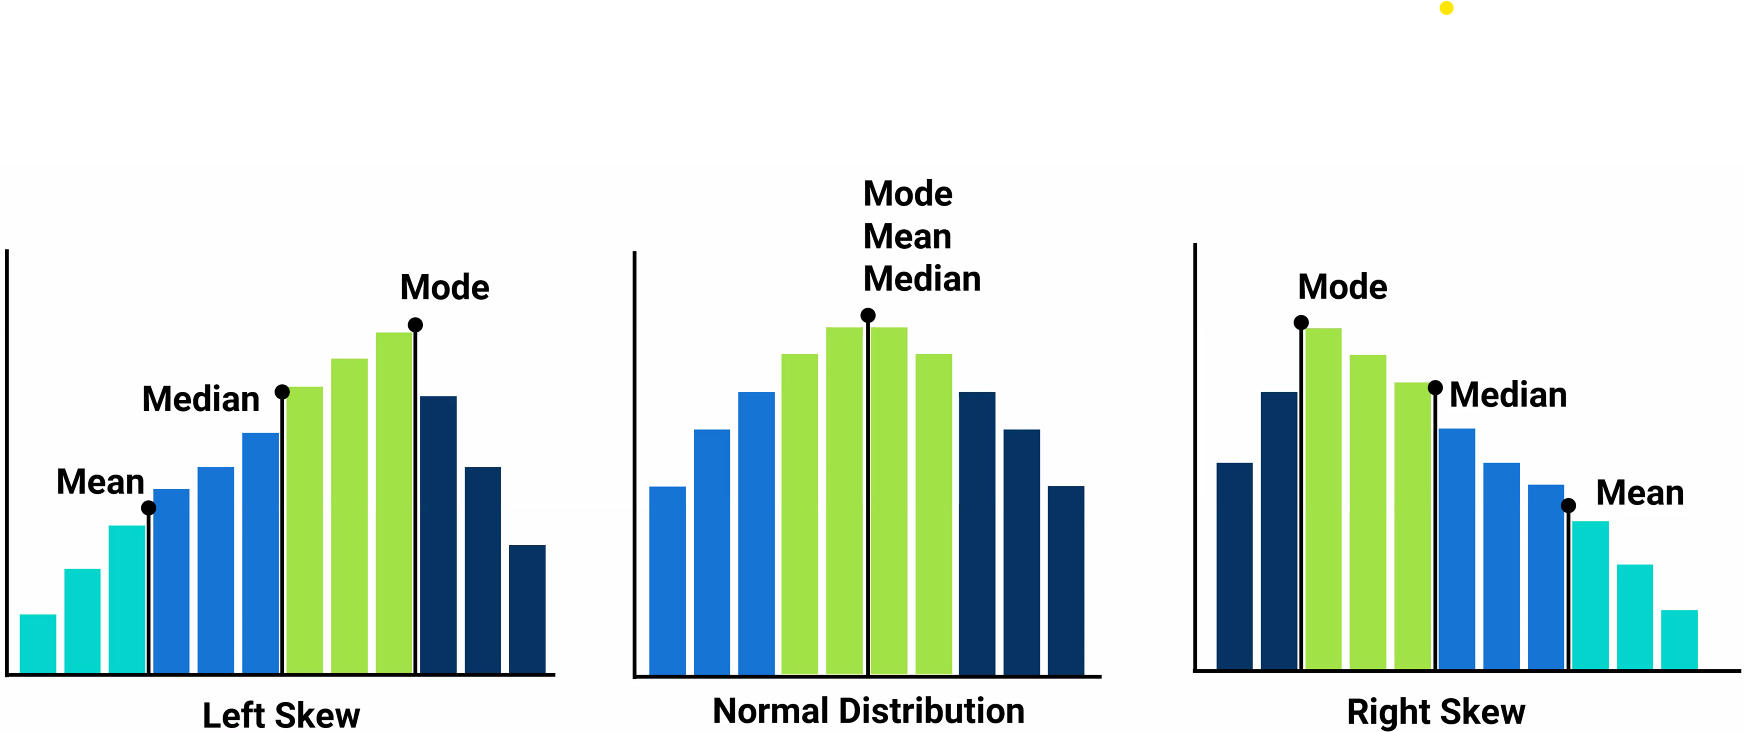 Mode
Mean
Median
Mode
Median
Mean
Left Skew
Normal Distribution
Mode
Median
Mean
Right Skew